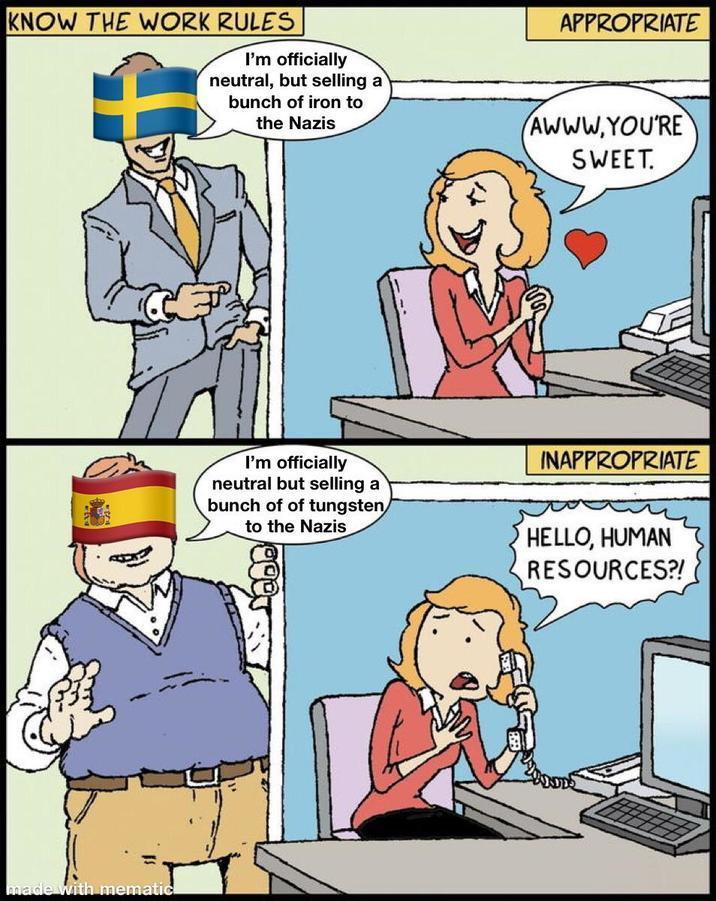 KNOW THE WORK RULES
APPROPRIATE
I'm officially
neutral, but selling a
bunch of iron to
the Nazis
AWWW, YOU'RE
SWEET.
INAPPROPRIATE
I'm officially
neutral but selling a
bunch of of tungsten
to the Nazis
HELLO, HUMAN
RESOURCES?!
made with mematic